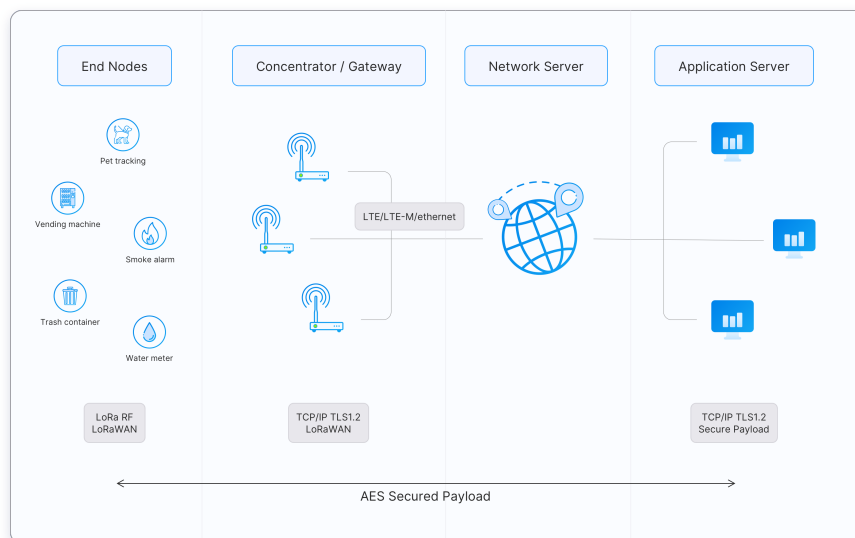 End Nodes
Concentrator / Gateway
Network Server
Application Server
Pet tracking
Vending machine
Smoke alarm
Trash container
Water meter
LTE/LTE-M/ethernet
LoRa RF
LoRaWAN
TCP/IP TLS1.2
LoRaWAN
TCP/IP TLS1.2
Secure Payload
AES Secured Payload